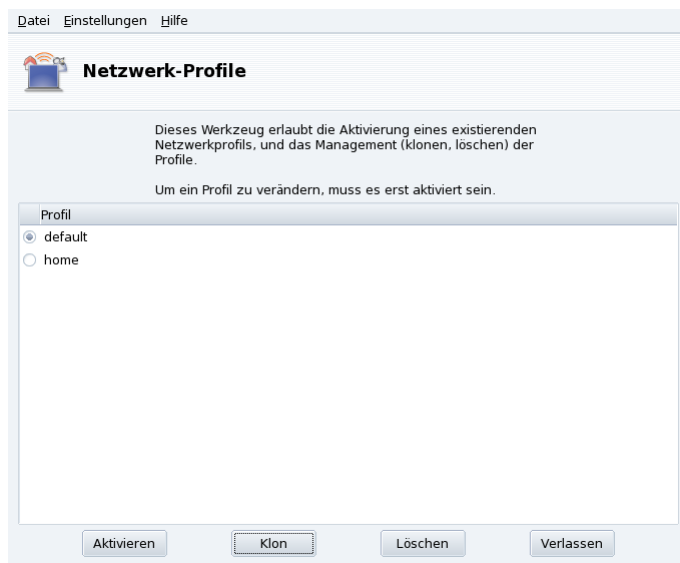 Datei Einstellungen Hilfe
Netzwerk-Profile
Dieses Werkzeug erlaubt die Aktivierung eines existierenden
Netzwerkprofils, und das Management (klonen, löschen) der
Profile.
Um ein Profil zu verändern, muss es erst aktiviert sein.
Profil
default
home
Aktivieren Klon Löschen Verlassen